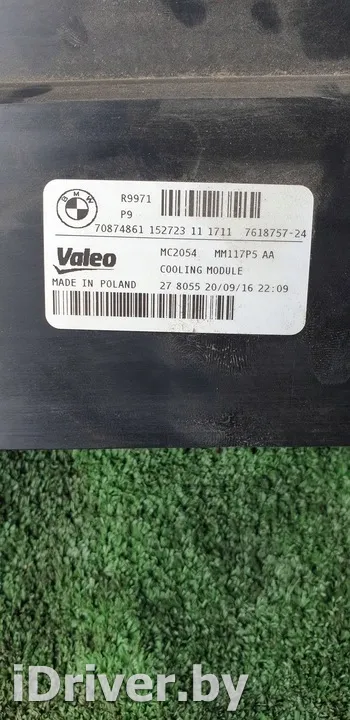 BMW
R9971
P9
70874861 152723 11 1711 7618757-24
Valeo MC2054 MM117P5 AA
COOLING MODULE
MADE IN POLAND 27 8055 20/09/16 22:09
iDriver.by